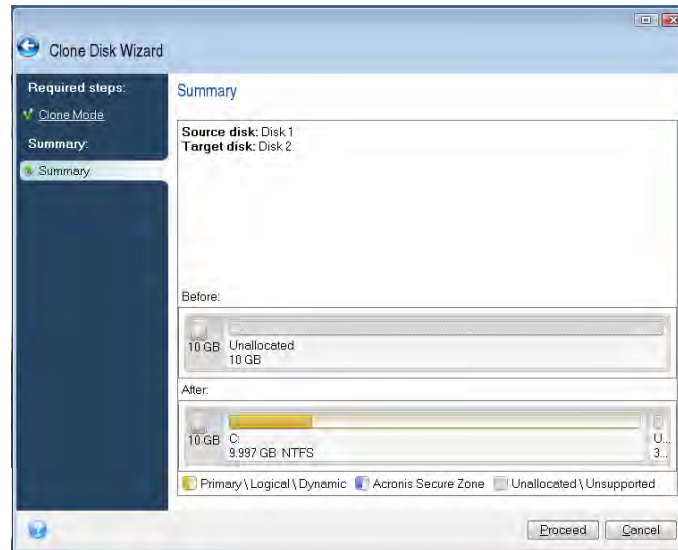 Clone Disk Wizard
Required steps:
Clone Mode
Summary:
Summary
Summary
Source disk: Disk 1
Target disk: Disk 2
Before:
10 GB Unallocated
10 GB
After:
10 GB C:
9.997 GB NTFS
U...
3...
Primary \ Logical \ Dynamic Acronis Secure Zone Unallocated \ Unsupported
Proceed Cancel